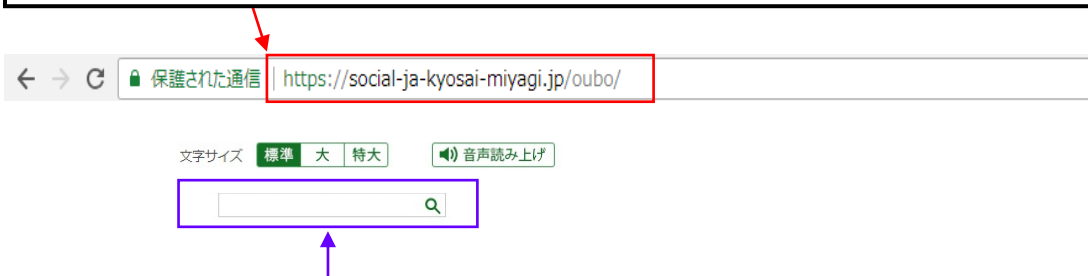 保護された通信 | https://social-ja-kyosai-miyagi.jp/oubo/
文字サイズ 標準 大 特大 音声読み上げ